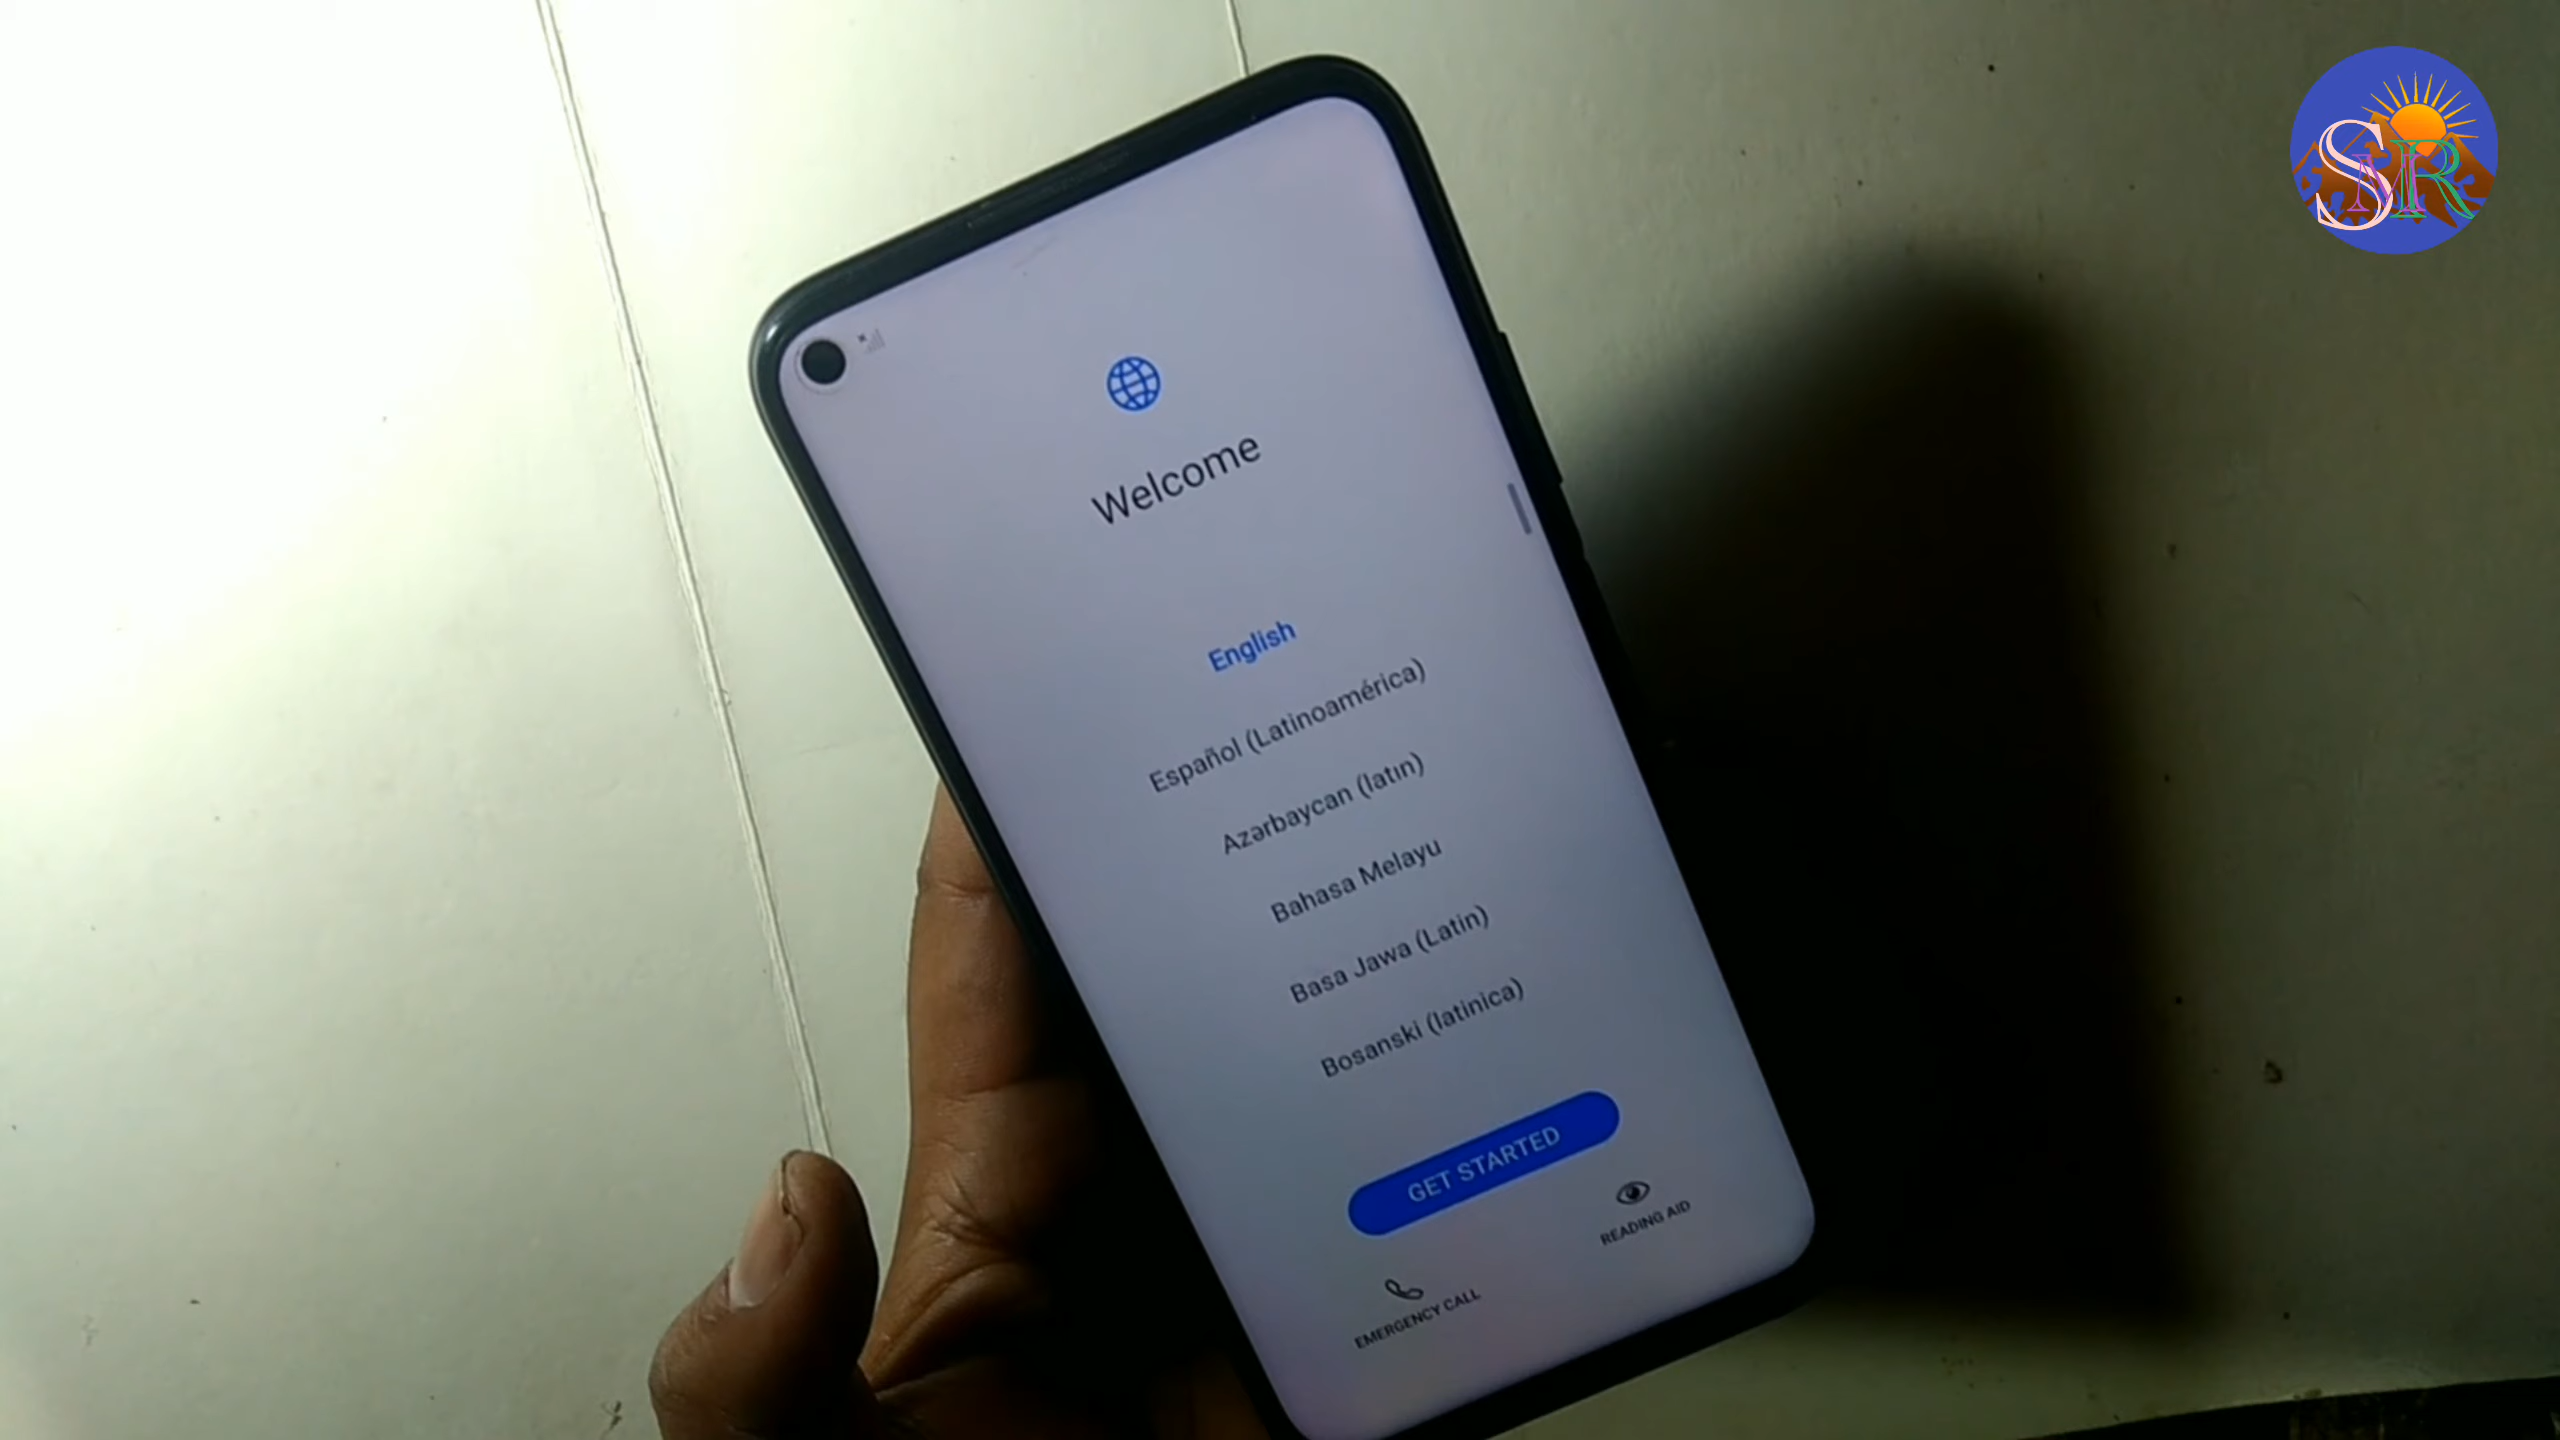 SMR
Welcome
English
Español (Latinoamérica)
Azərbaycan (latın)
Bahasa Melayu
Basa Jawa (Latin)
Bosanski (latinica)
GET STARTED
READING AID
EMERGENCY CALL